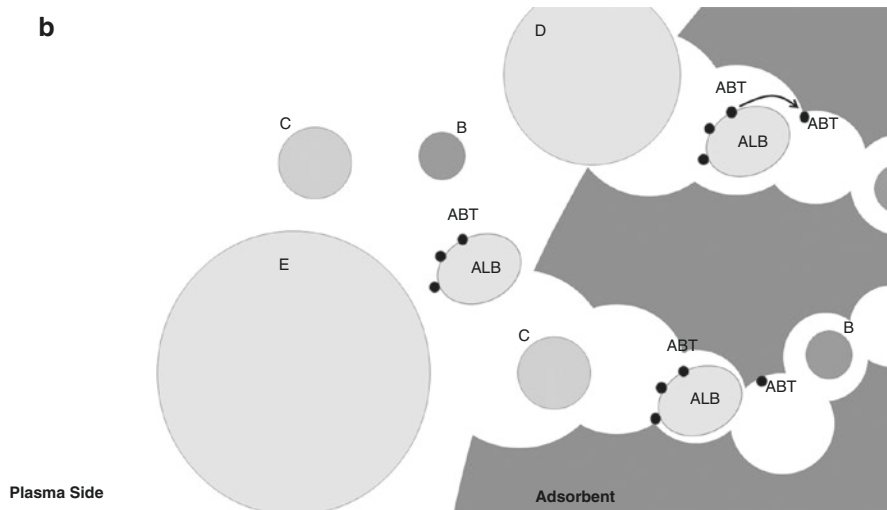 b
D
ABT
ALB
ABT
C
B
ABT
E
ALB
C
ABT
B
ALB
ABT
Plasma Side
Adsorbent